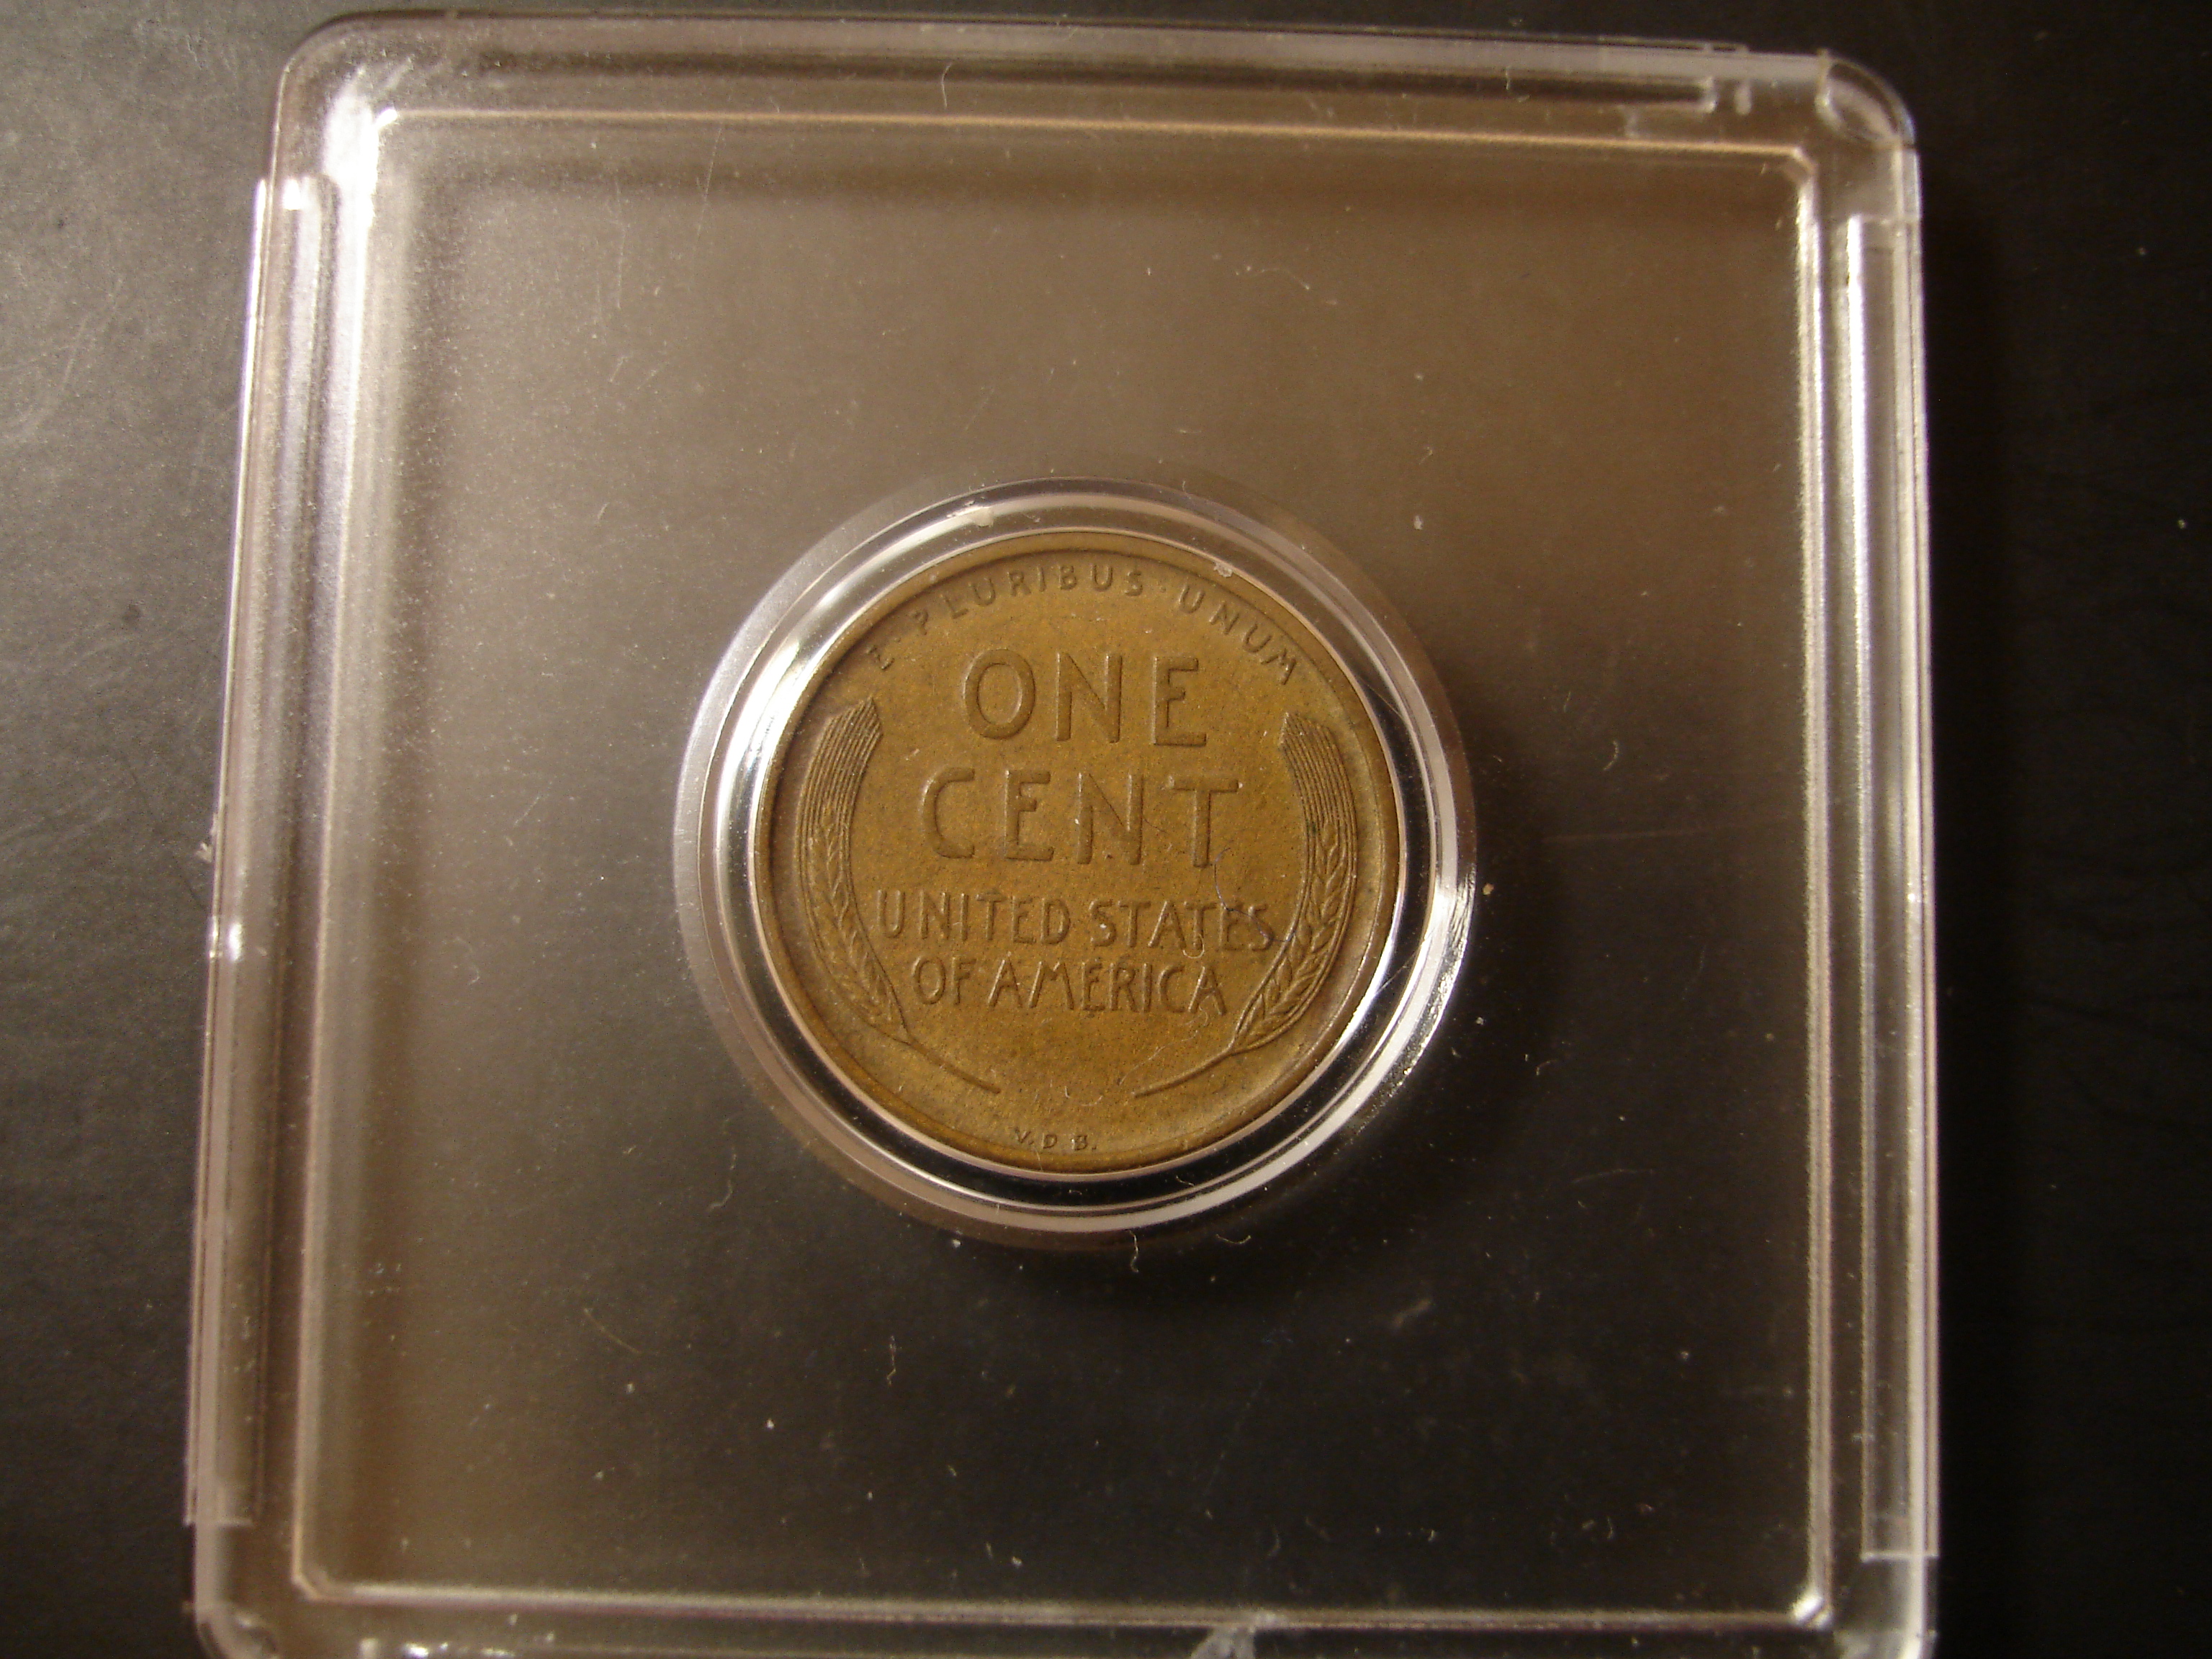 E·PLURIBUS·UNUM
ONE
CENT
UNITED STATES
OF AMERICA
V.D.B.